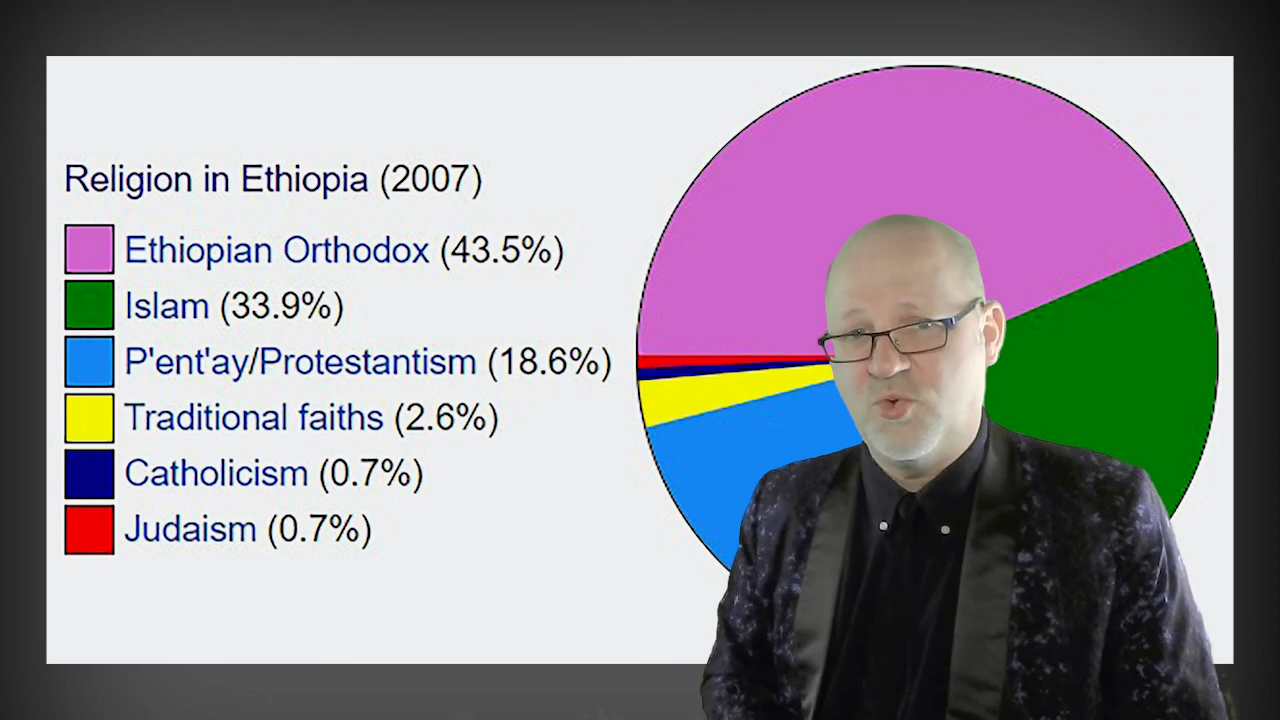 Religion in Ethiopia (2007)
Ethiopian Orthodox (43.5%)
Islam (33.9%)
P'ent'ay/Protestantism (18.6%)
Traditional faiths (2.6%)
Catholicism (0.7%)
Judaism (0.7%)